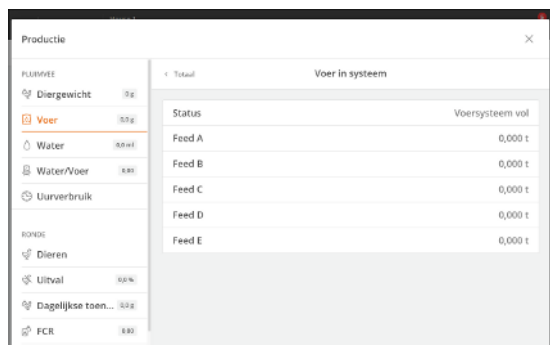 Productie
PLUIMVEE
Diergewicht 0 g
Voer 0,0 g
Water 0,0 ml
Water/Voer 0,00
Uurverbruik
RONDE
Dieren
Uitval 0,0 %
Dagelijkse toen... 0,0 g
FCR 0,00
< Totaal
Voer in systeem
Status Voersysteem vol
Feed A 0,000 t
Feed B 0,000 t
Feed C 0,000 t
Feed D 0,000 t
Feed E 0,000 t